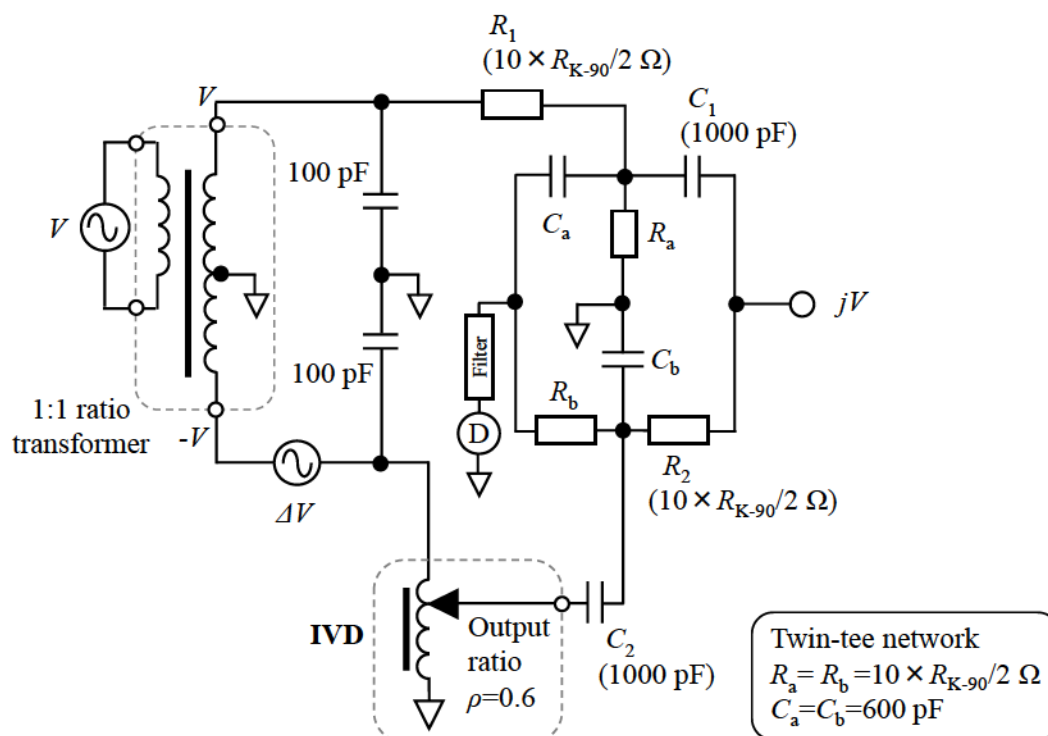 R1
(10 × RK-90/2 Ω)
C1
(1000 pF)
V
100 pF
Ca
Ra
V
jV
Filter
Cb
100 pF
Rb
D
1:1 ratio
transformer
-V
R2
(10 × RK-90/2 Ω)
ΔV
IVD
Output
ratio
ρ=0.6
C2
(1000 pF)
Twin-tee network
Ra= Rb =10 × RK-90/2 Ω
Ca=Cb=600 pF